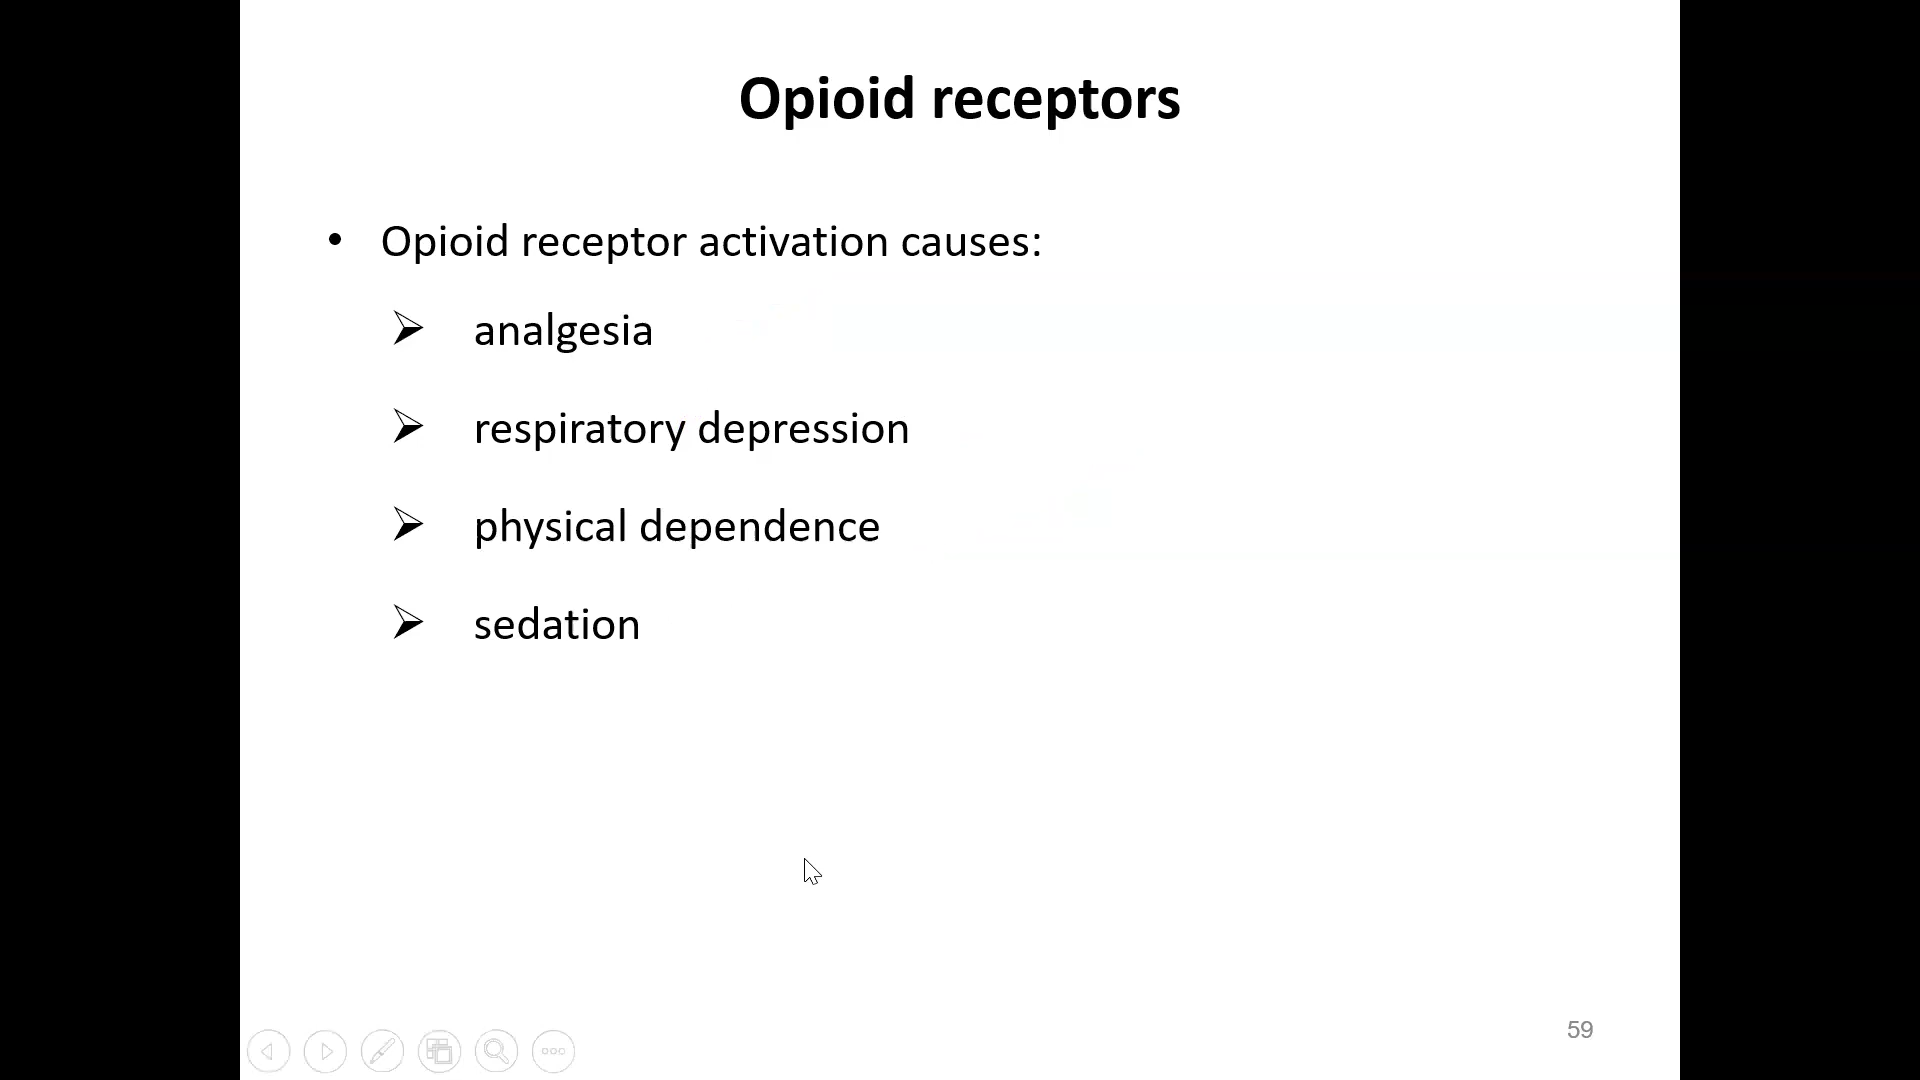 Opioid receptors
• Opioid receptor activation causes:
➢ analgesia
➢ respiratory depression
➢ physical dependence
➢ sedation
59